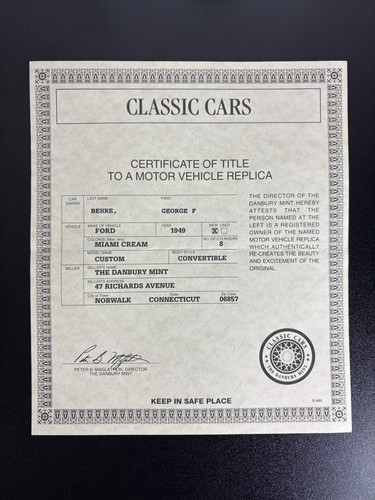 CLASSIC CARS
CERTIFICATE OF TITLE
TO A MOTOR VEHICLE REPLICA
CAR OWNER
LAST NAME FIRST
BEHRE, GEORGE F
VEHICLE
MAKE OF VEHICLE YEAR NEW USED
FORD 1949 X
COLOR(S) NO. OF CYLINDERS
MIAMI CREAM 8
MODEL NAME BODY STYLE
CUSTOM CONVERTIBLE
SELLER
SELLER'S NAME
THE DANBURY MINT
SELLER'S ADDRESS
47 RICHARDS AVENUE
City or Town State Zip Code
NORWALK CONNECTICUT 06857
THE DIRECTOR OF THE
DANBURY MINT HEREBY
ATTESTS THAT THE
PERSON NAMED AT THE
LEFT IS A REGISTERED
OWNER OF THE NAMED
MOTOR VEHICLE REPLICA
WHICH AUTHENTICALLY
RE-CREATES THE BEAUTY
AND EXCITEMENT OF THE
ORIGINAL.
PETER B. MAGLATHLIN, DIRECTOR
THE DANBURY MINT
CLASSIC CARS
THE DANBURY MINT
KEEP IN SAFE PLACE